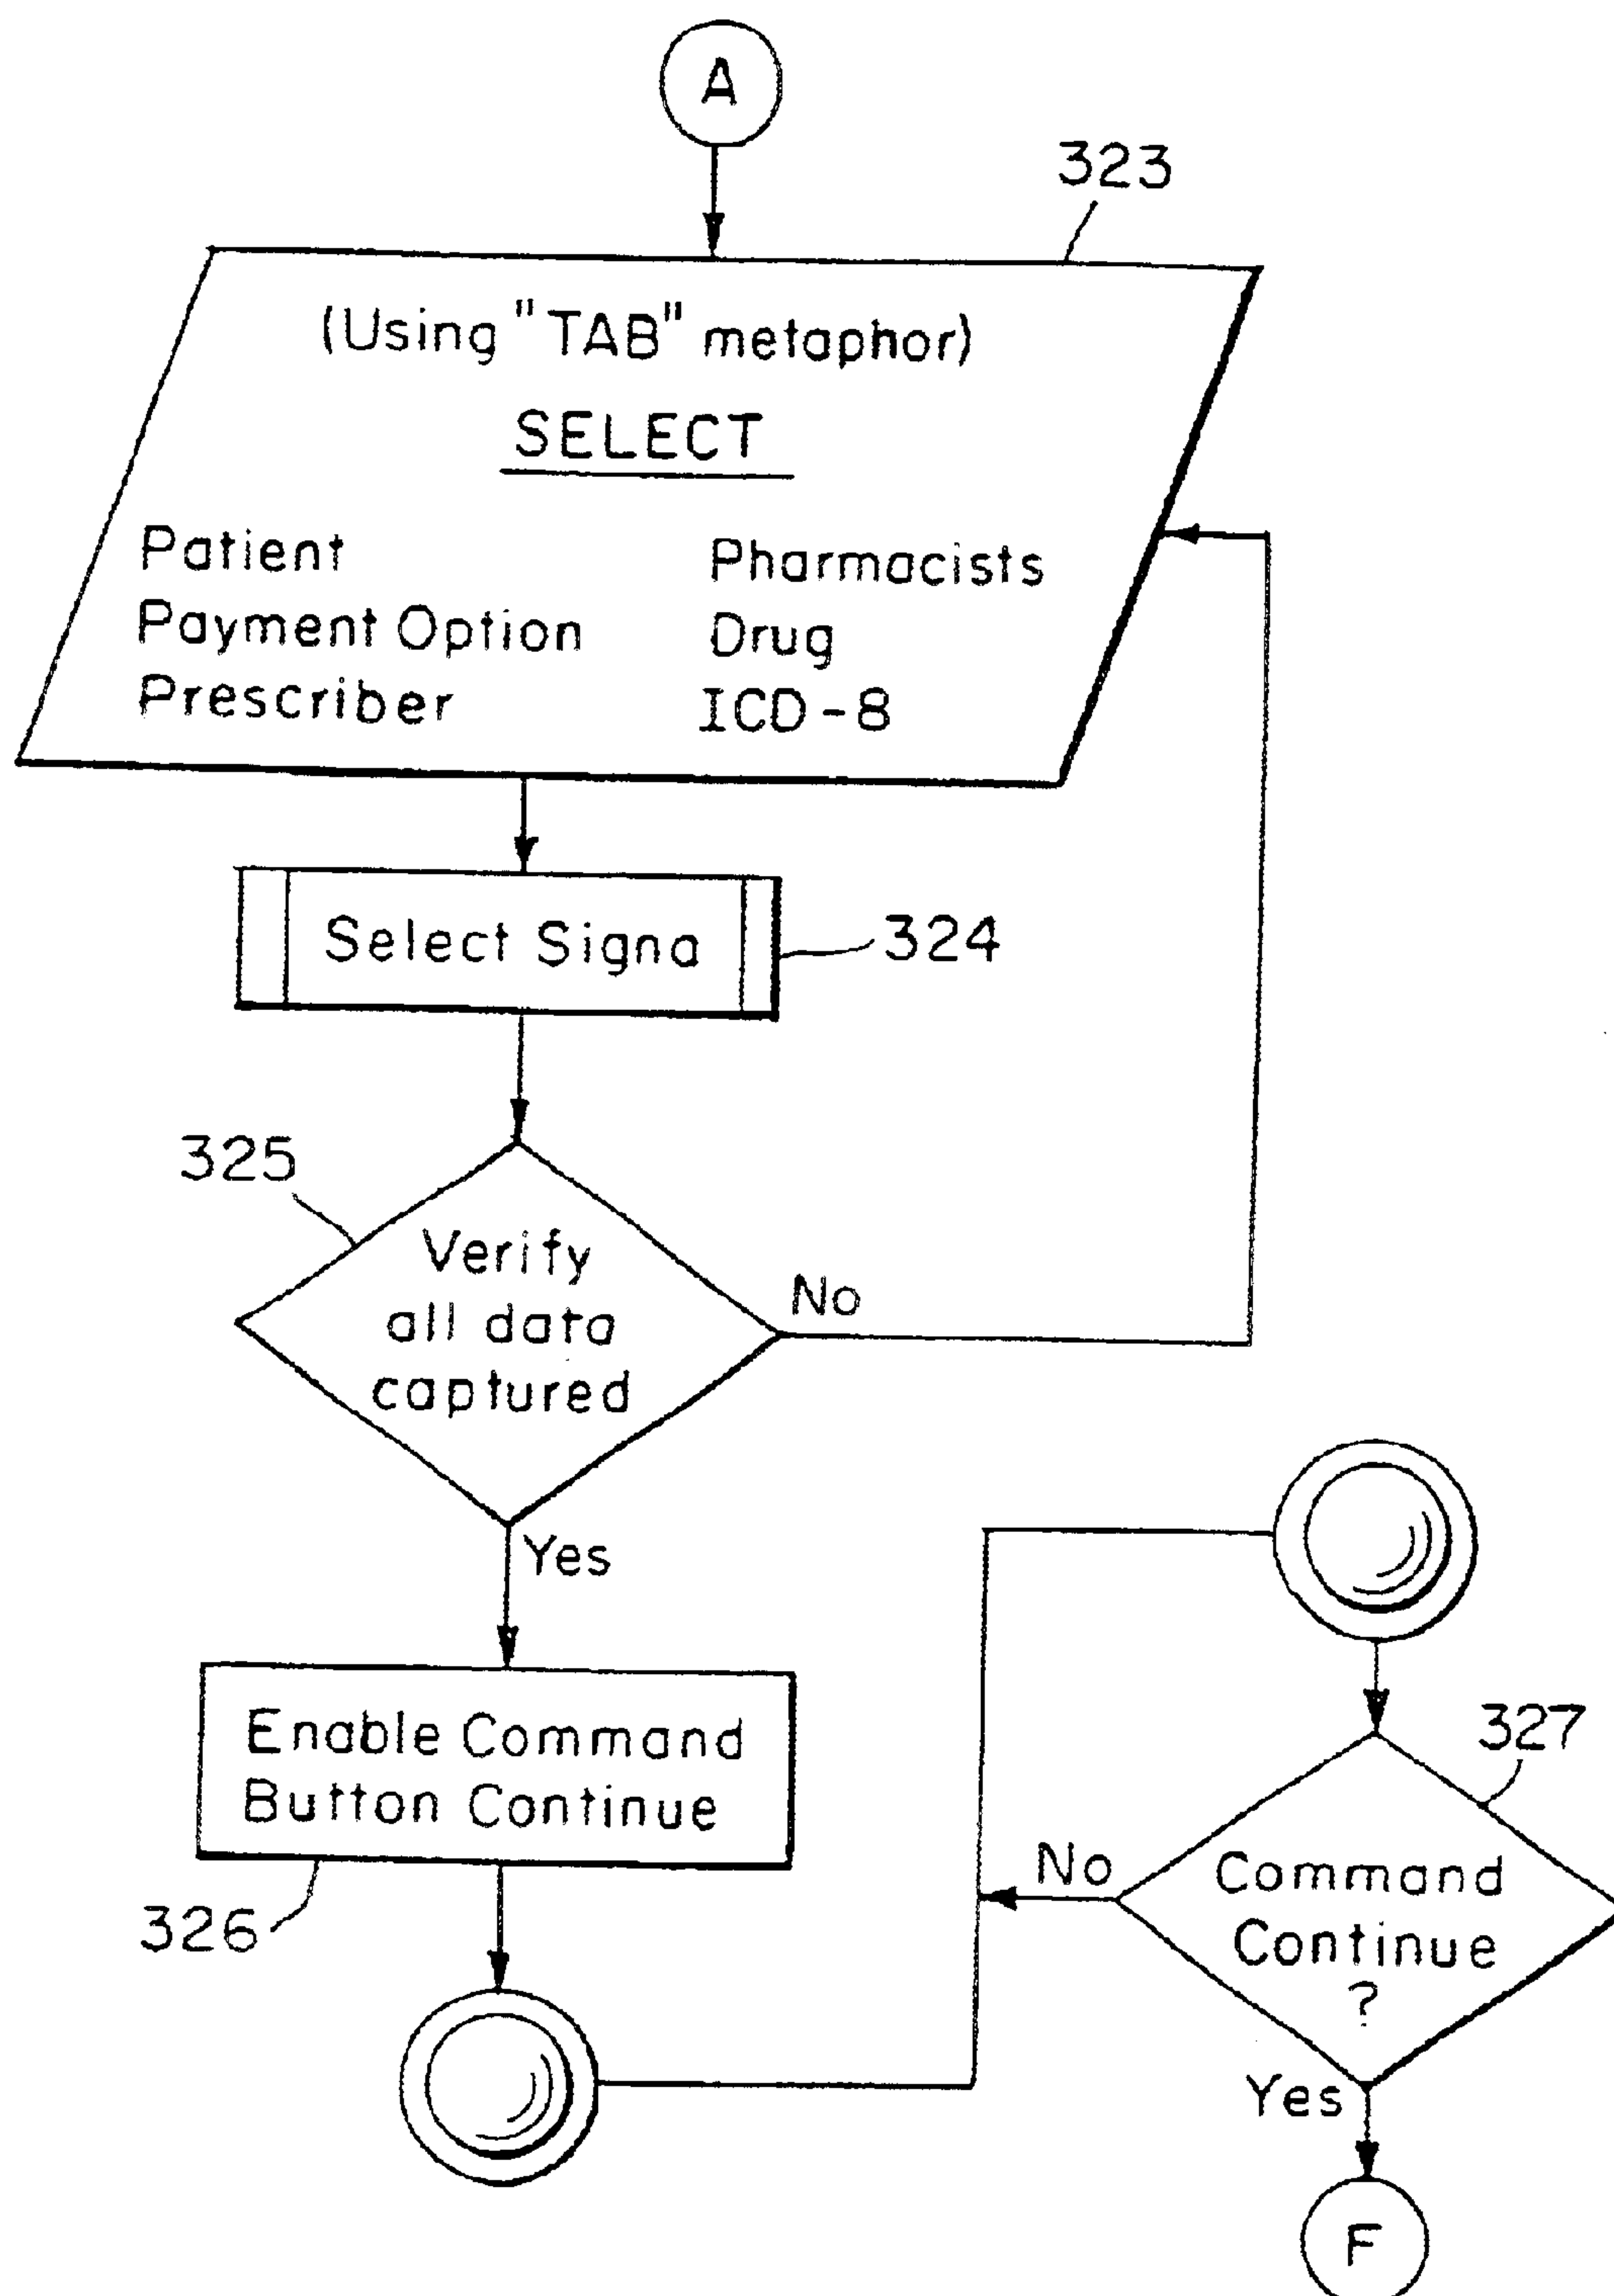 A
323
(Using "TAB" metaphor)
SELECT
Patient Pharmacists
Payment Option Drug
Prescriber ICD-8
Select Signa
324
325
Verify
all data
captured
No
Yes
Enable Command
Button Continue
326
327
No
Command
Continue
?
Yes
F